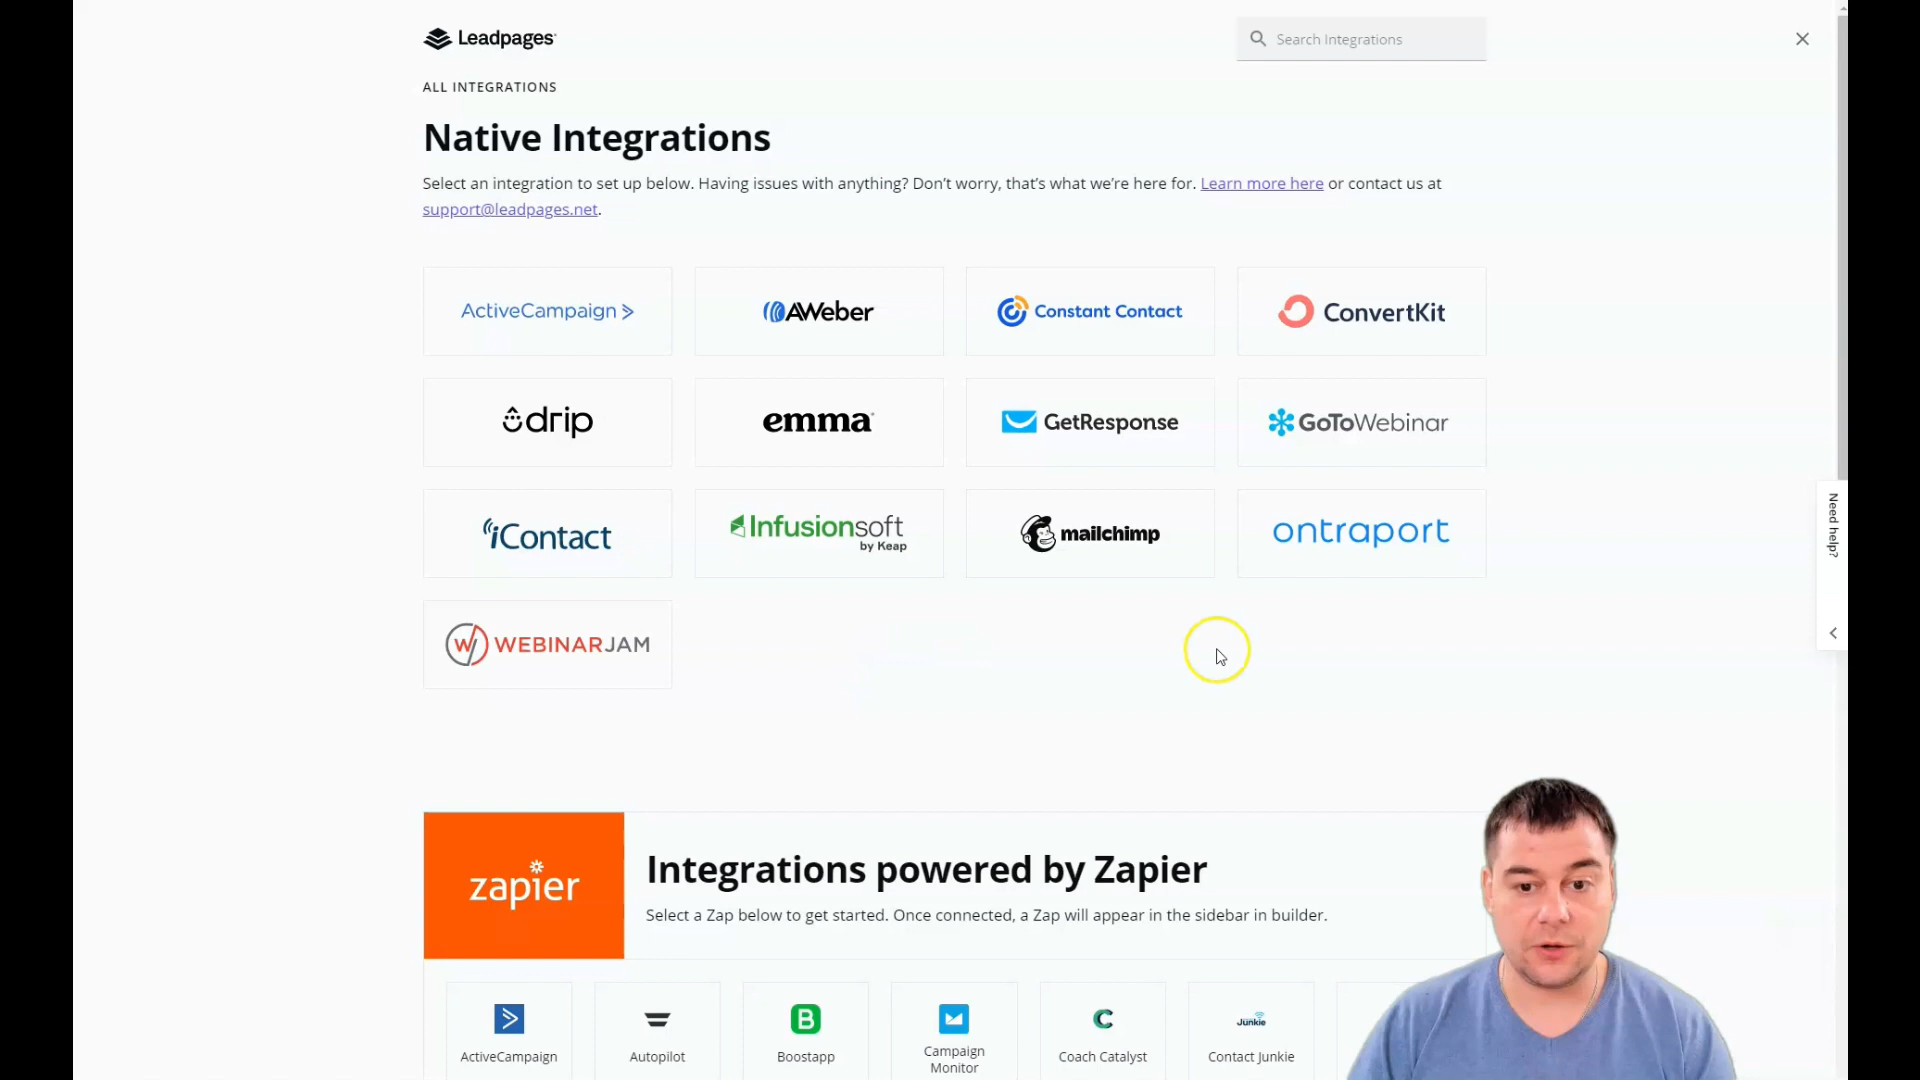 Leadpages
Search Integrations
ALL INTEGRATIONS
Native Integrations
Select an integration to set up below. Having issues with anything? Don't worry, that's what we're here for. Learn more here or contact us at
support@leadpages.net.
ActiveCampaign
AWeber
Constant Contact
ConvertKit
drip
emma
GetResponse
GoToWebinar
iContact
Infusionsoft
by Keap
mailchimp
ontraport
Need help?
W WEBINARJAM
zapier
Integrations powered by Zapier
Select a Zap below to get started. Once connected, a Zap will appear in the sidebar in builder.
ActiveCampaign
Autopilot
B
Boostapp
Campaign
Monitor
C
Coach Catalyst
Junkie
Contact Junkie